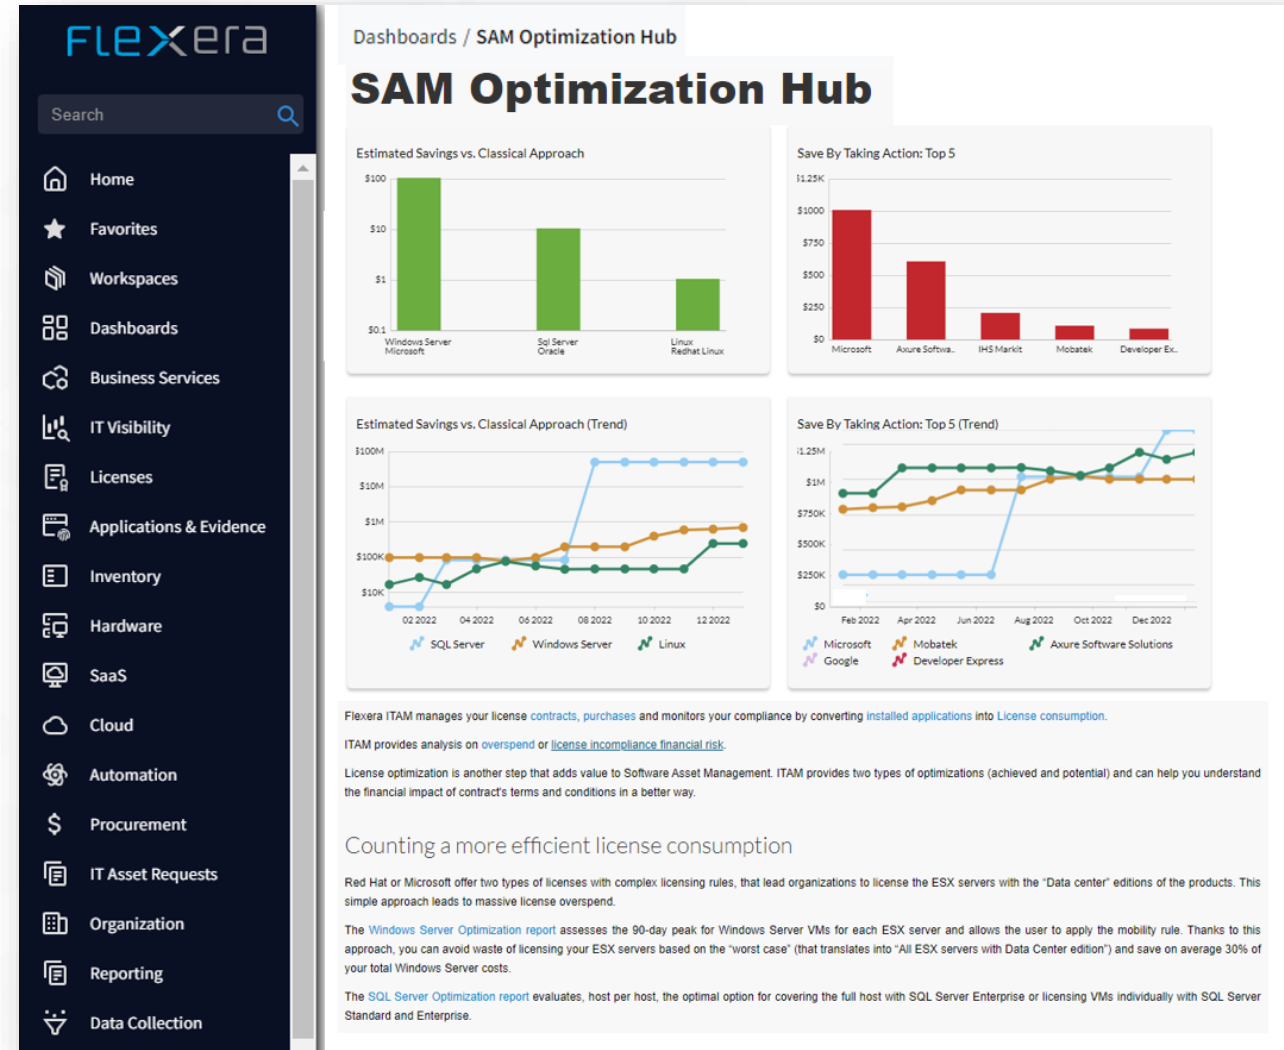 Flexera
Search
Home
Favorites
Workspaces
Dashboards
Business Services
IT Visibility
Licenses
Applications & Evidence
Inventory
Hardware
SaaS
Cloud
Automation
Procurement
IT Asset Requests
Organization
Reporting
Data Collection
Dashboards / SAM Optimization Hub
SAM Optimization Hub
Estimated Savings vs. Classical Approach
$100
$10
$1
$0.1
Windows Server
Microsoft
Sql Server
Oracle
Linux
Redhat Linux
Save By Taking Action: Top 5
$1.25K
$1000
$750
$500
$250
$0
Microsoft
Axure Softwa..
IHS Markit
Mobatek
Developer Ex..
Estimated Savings vs. Classical Approach (Trend)
$100M
$10M
$1M
$100K
$10K
02 2022
04 2022
06 2022
08 2022
10 2022
12 2022
SQL Server
Windows Server
Linux
Save By Taking Action: Top 5 (Trend)
1.25M
$1M
$750K
$500K
$250K
$0
Feb 2022
Apr 2022
Jun 2022
Aug 2022
Oct 2022
Dec 2022
Microsoft
Mobatek
Axure Software Solutions
Google
Developer Express
Flexera ITAM manages your license contracts, purchases and monitors your compliance by converting installed applications into License consumption.
ITAM provides analysis on overspend or license incompliance financial risk.
License optimization is another step that adds value to Software Asset Management. ITAM provides two types of optimizations (achieved and potential) and can help you understand
the financial impact of contract's terms and conditions in a better way.
Counting a more efficient license consumption
Red Hat or Microsoft offer two types of licenses with complex licensing rules, that lead organizations to license the ESX servers with the “Data center” editions of the products. This
simple approach leads to massive license overspend.
The Windows Server Optimization report assesses the 90-day peak for Windows Server VMs for each ESX server and allows the user to apply the mobility rule. Thanks to this
approach, you can avoid waste of licensing your ESX servers based on the “worst case” (that translates into “All ESX servers with Data Center edition”) and save on average 30% of
your total Windows Server costs.
The SQL Server Optimization report evaluates, host per host, the optimal option for covering the full host with SQL Server Enterprise or licensing VMs individually with SQL Server
Standard and Enterprise.